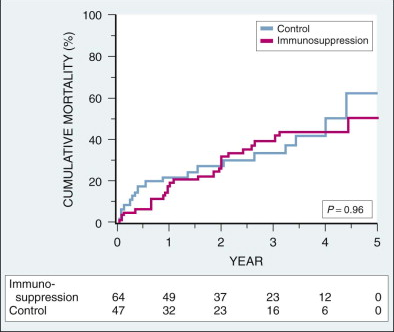 100
80
60
40
20
0
CUMULATIVE MORTALITY (%)
Control
Immunosuppression
P = 0.96
0 1 2 3 4 5
YEAR
Immuno-
suppression 64 49 37 23 12 0
Control 47 32 23 16 6 0